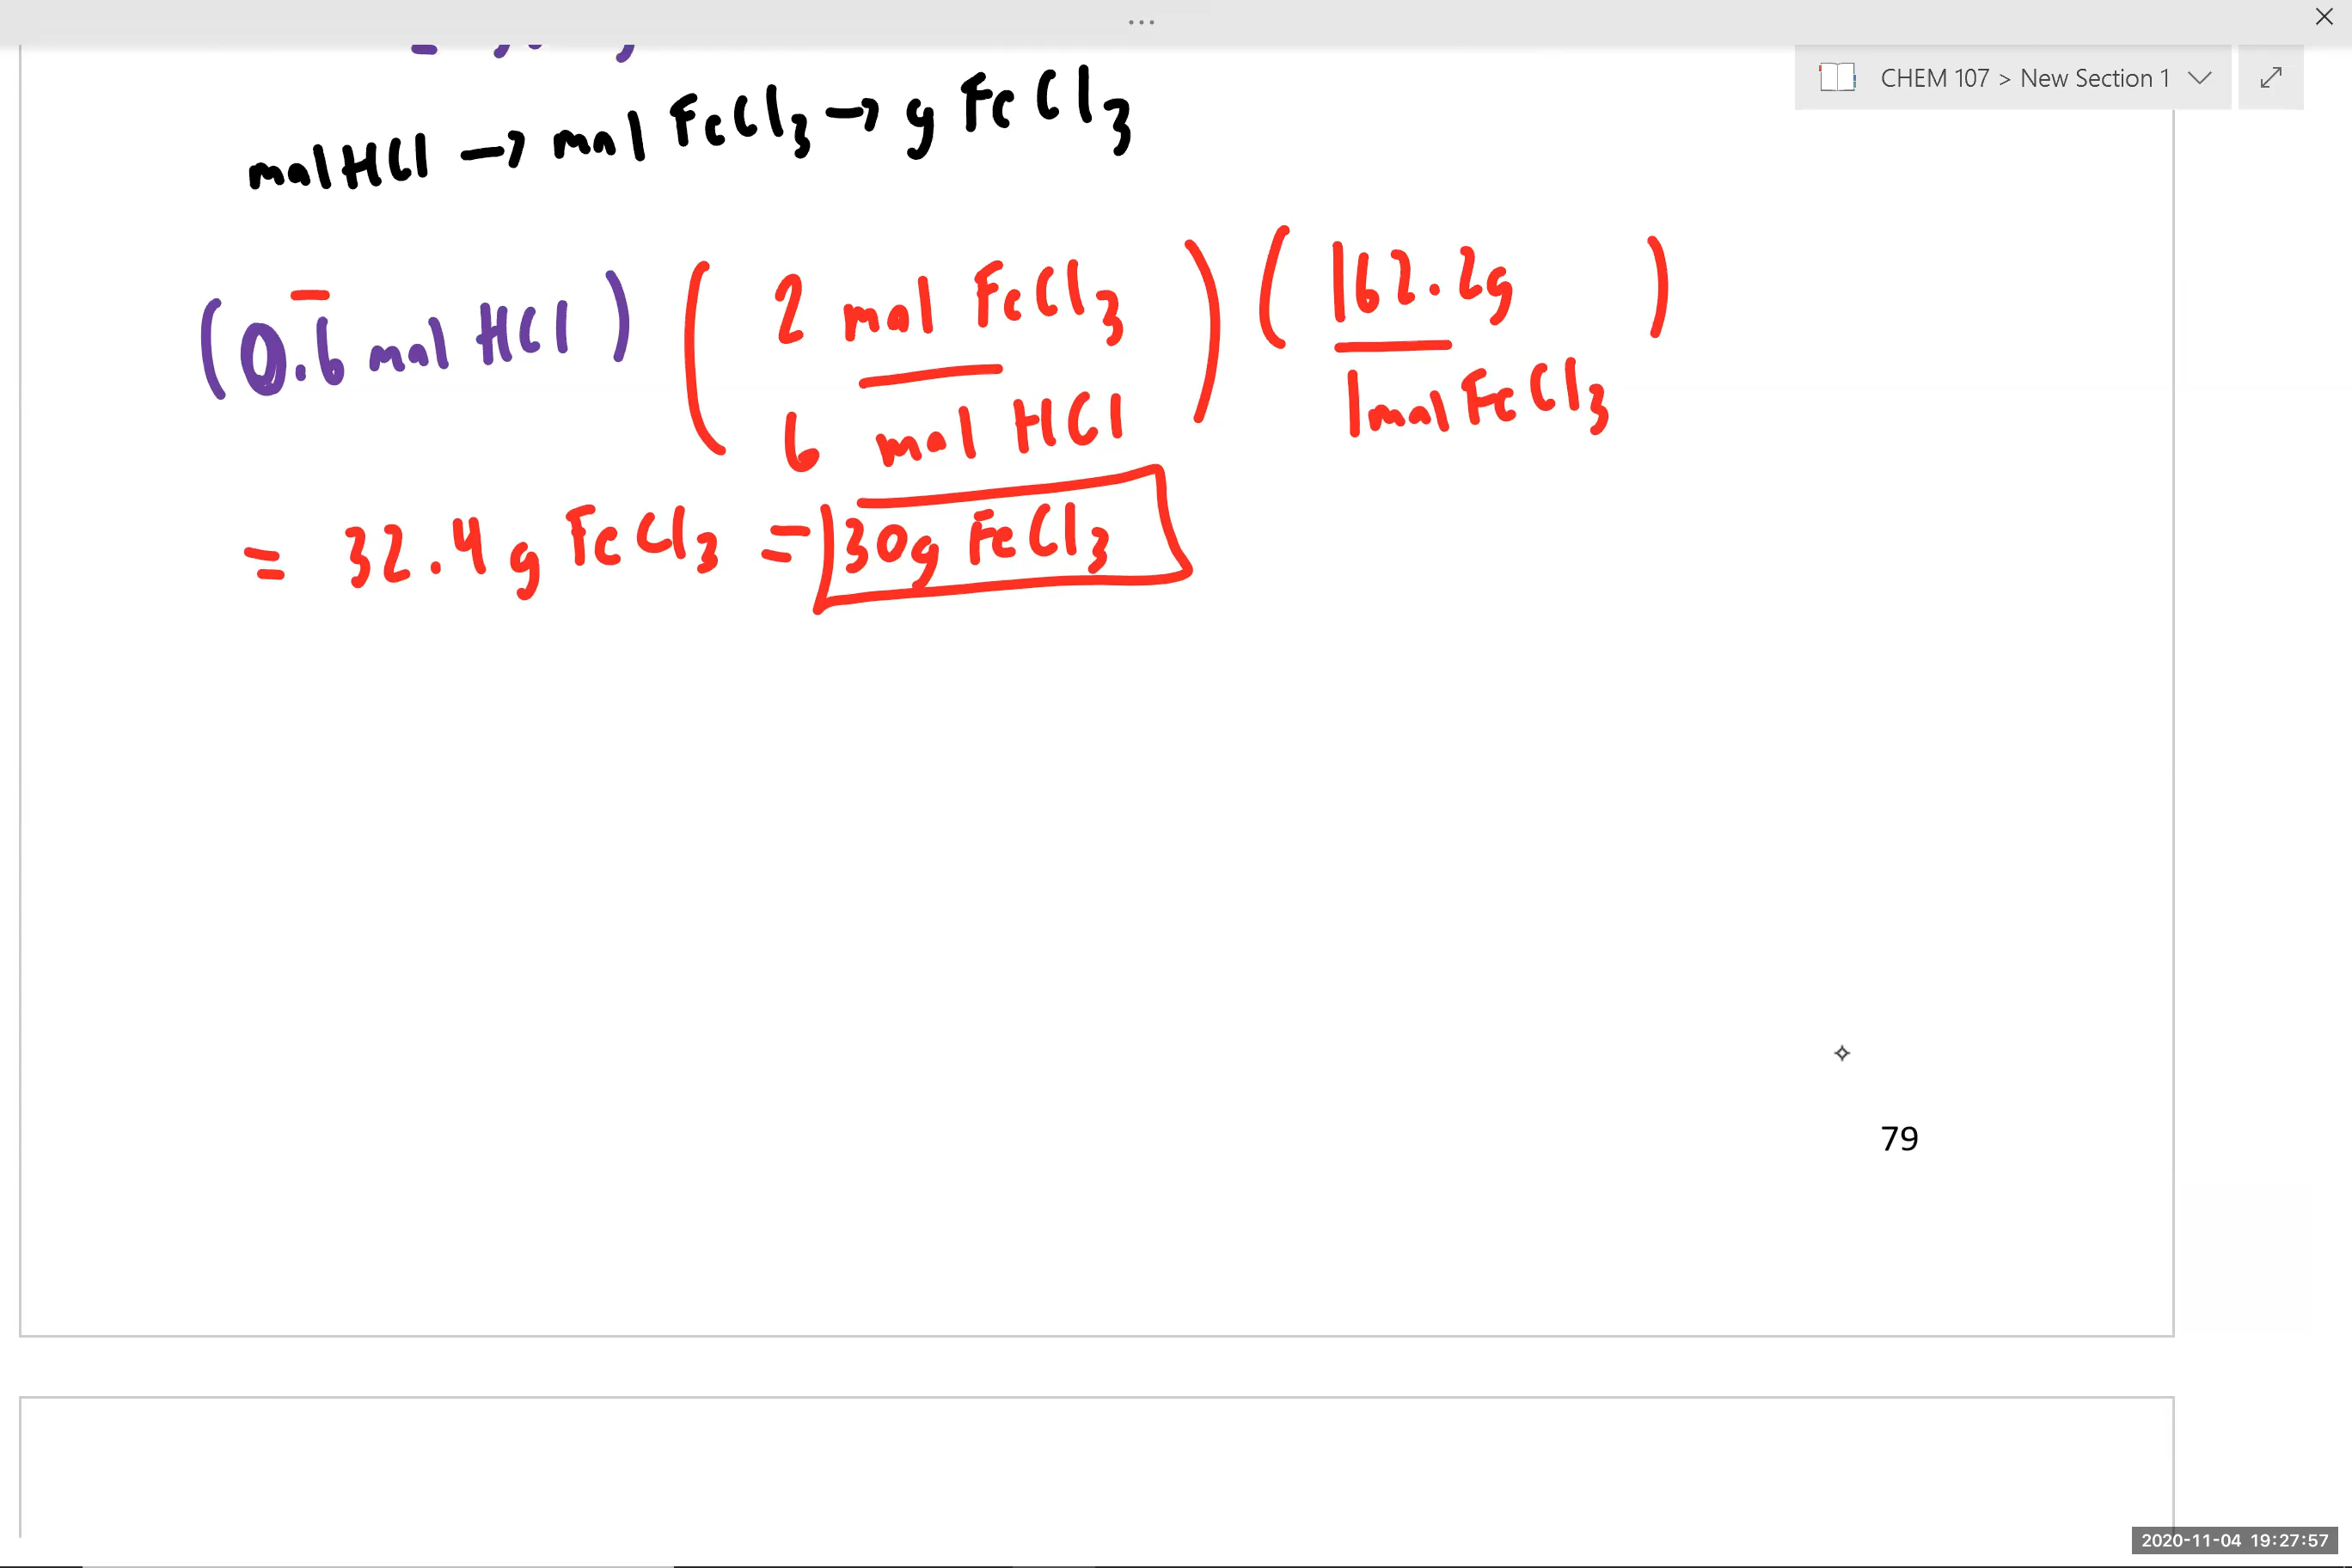 CHEM 107 > New Section 1
mol HCl → mol FeCl₃ → g FeCl₃
(0.6 mol HCl) (2 mol FeCl₃ / 6 mol HCl) (162.2g / 1 mol FeCl₃)
= 32.4 g FeCl₃ = 30g FeCl₃
79
2020-11-04 19:27:57